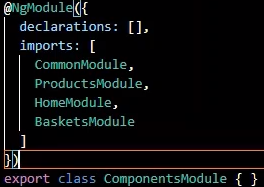 @NgModule({
  declarations: [],
  imports: [
    CommonModule,
    ProductsModule,
    HomeModule,
    BasketsModule
  ]
})
export class ComponentsModule { }